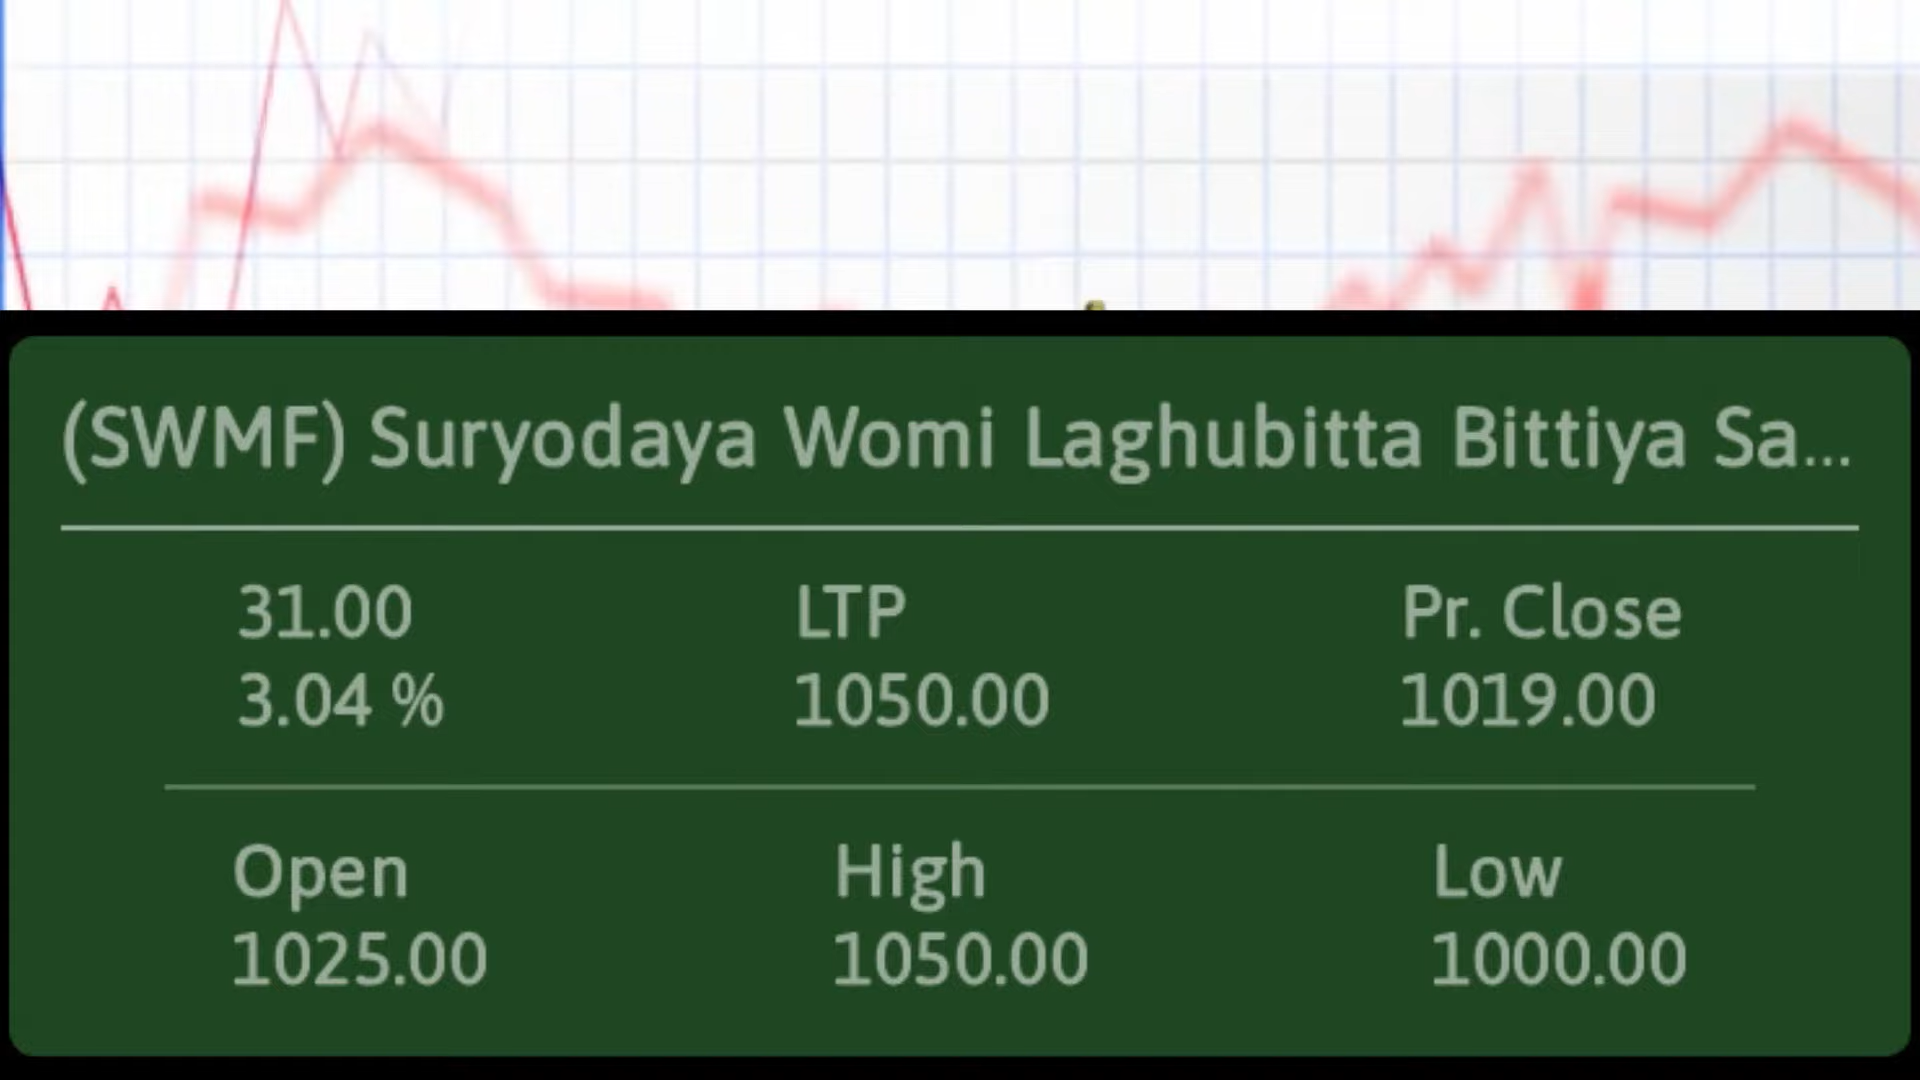 (SWMF) Suryodaya Womi Laghubitta Bittiya Sa...
31.00 LTP Pr. Close
3.04 % 1050.00 1019.00
Open High Low
1025.00 1050.00 1000.00